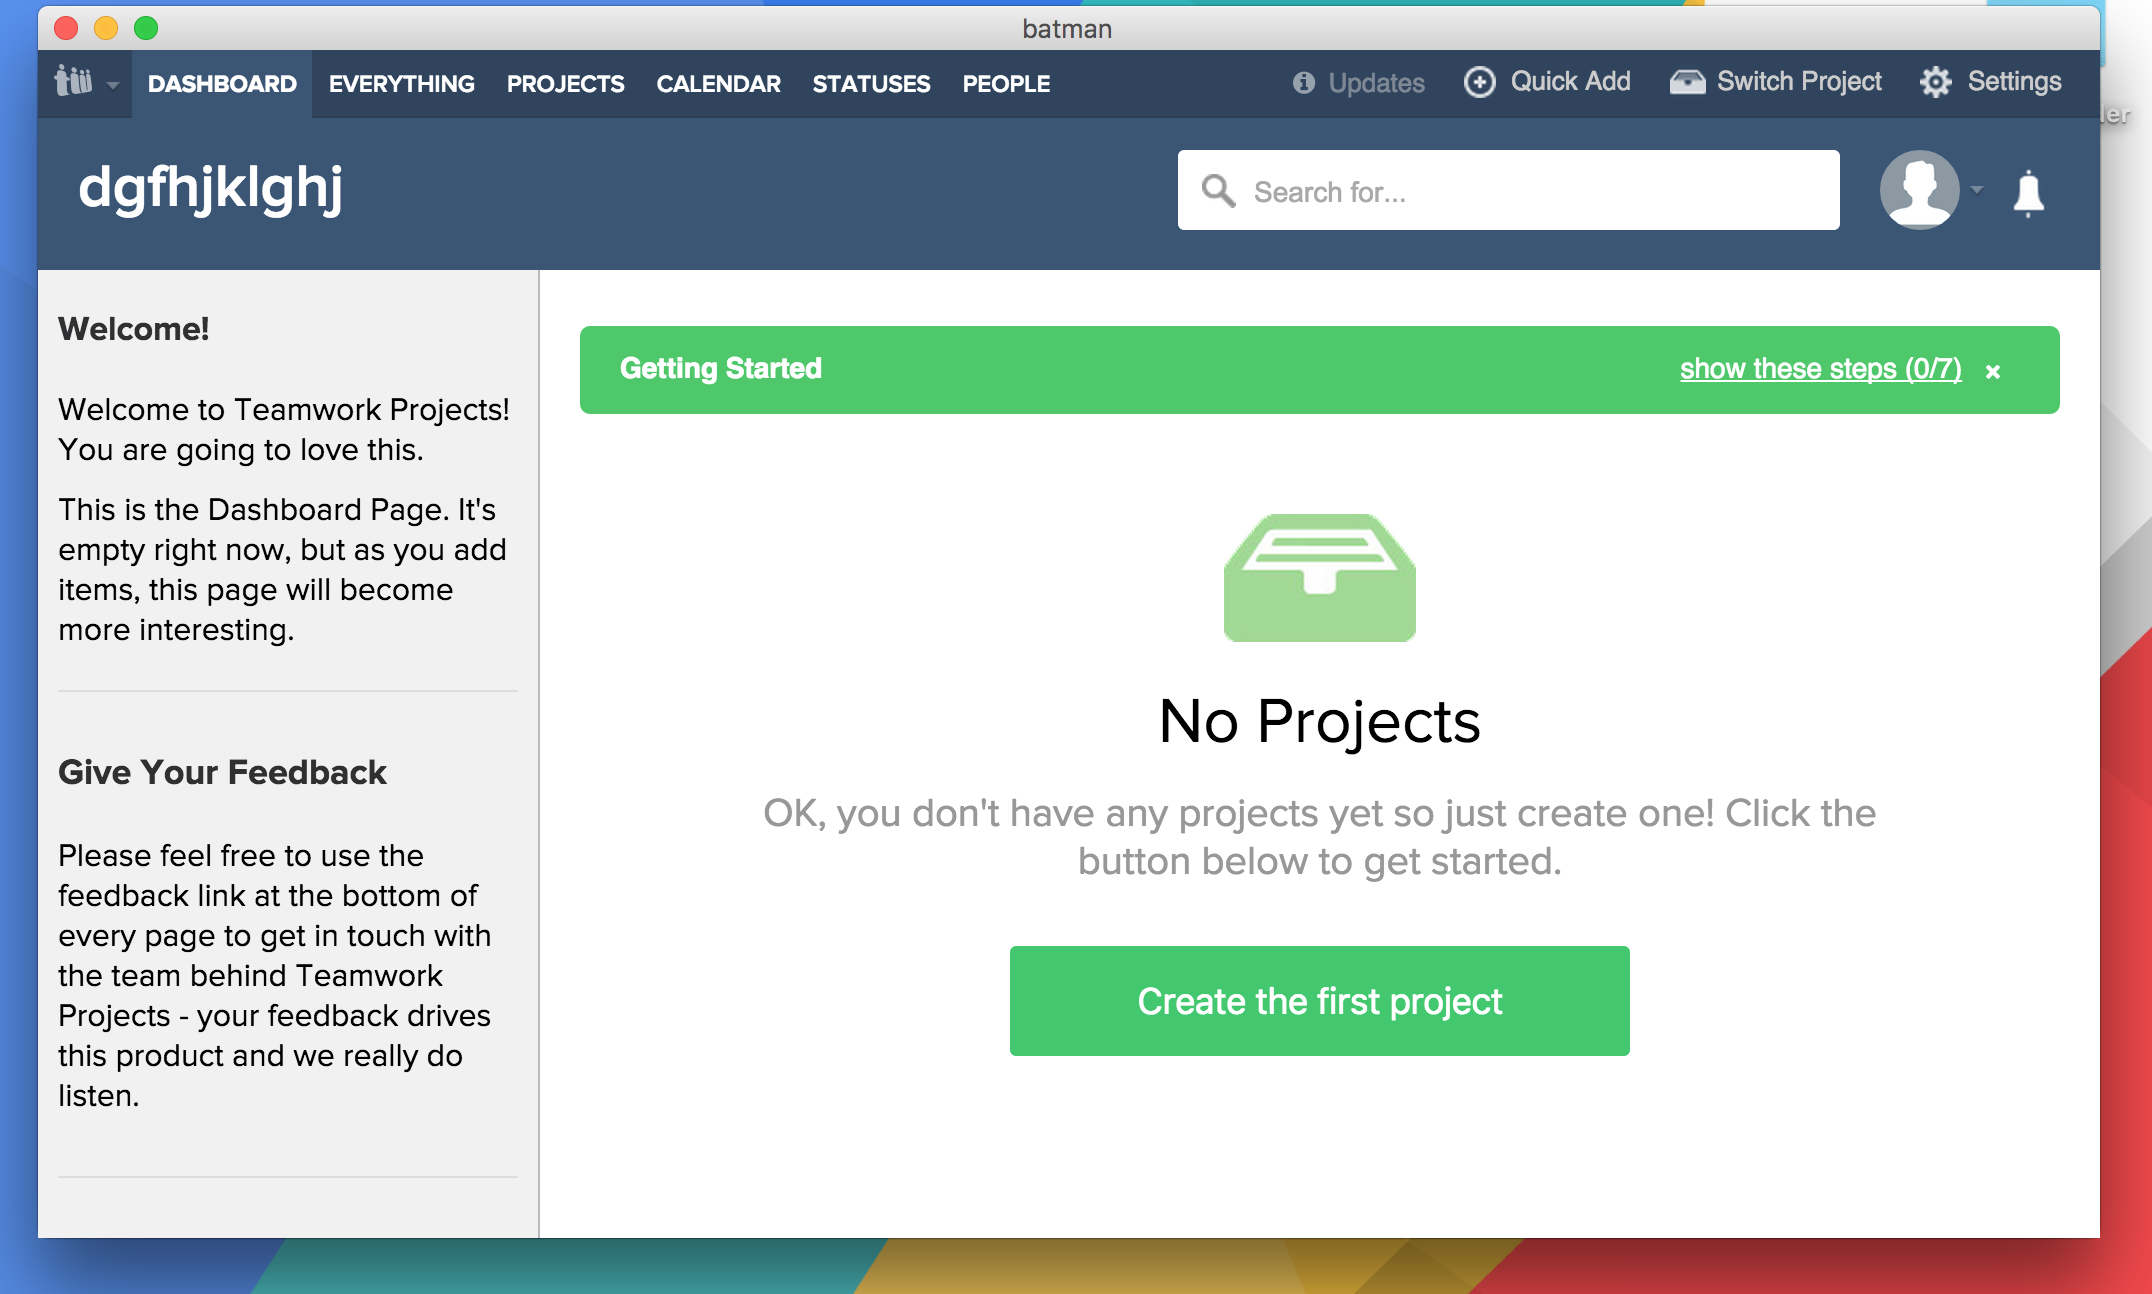 batman
DASHBOARD EVERYTHING PROJECTS CALENDAR STATUSES PEOPLE Updates Quick Add Switch Project Settings
dgfhjklghj
Search for...
Welcome!
Welcome to Teamwork Projects!
You are going to love this.
This is the Dashboard Page. It's
empty right now, but as you add
items, this page will become
more interesting.
Give Your Feedback
Please feel free to use the
feedback link at the bottom of
every page to get in touch with
the team behind Teamwork
Projects - your feedback drives
this product and we really do
listen.
Getting Started show these steps (0/7) ×
No Projects
OK, you don't have any projects yet so just create one! Click the
button below to get started.
Create the first project